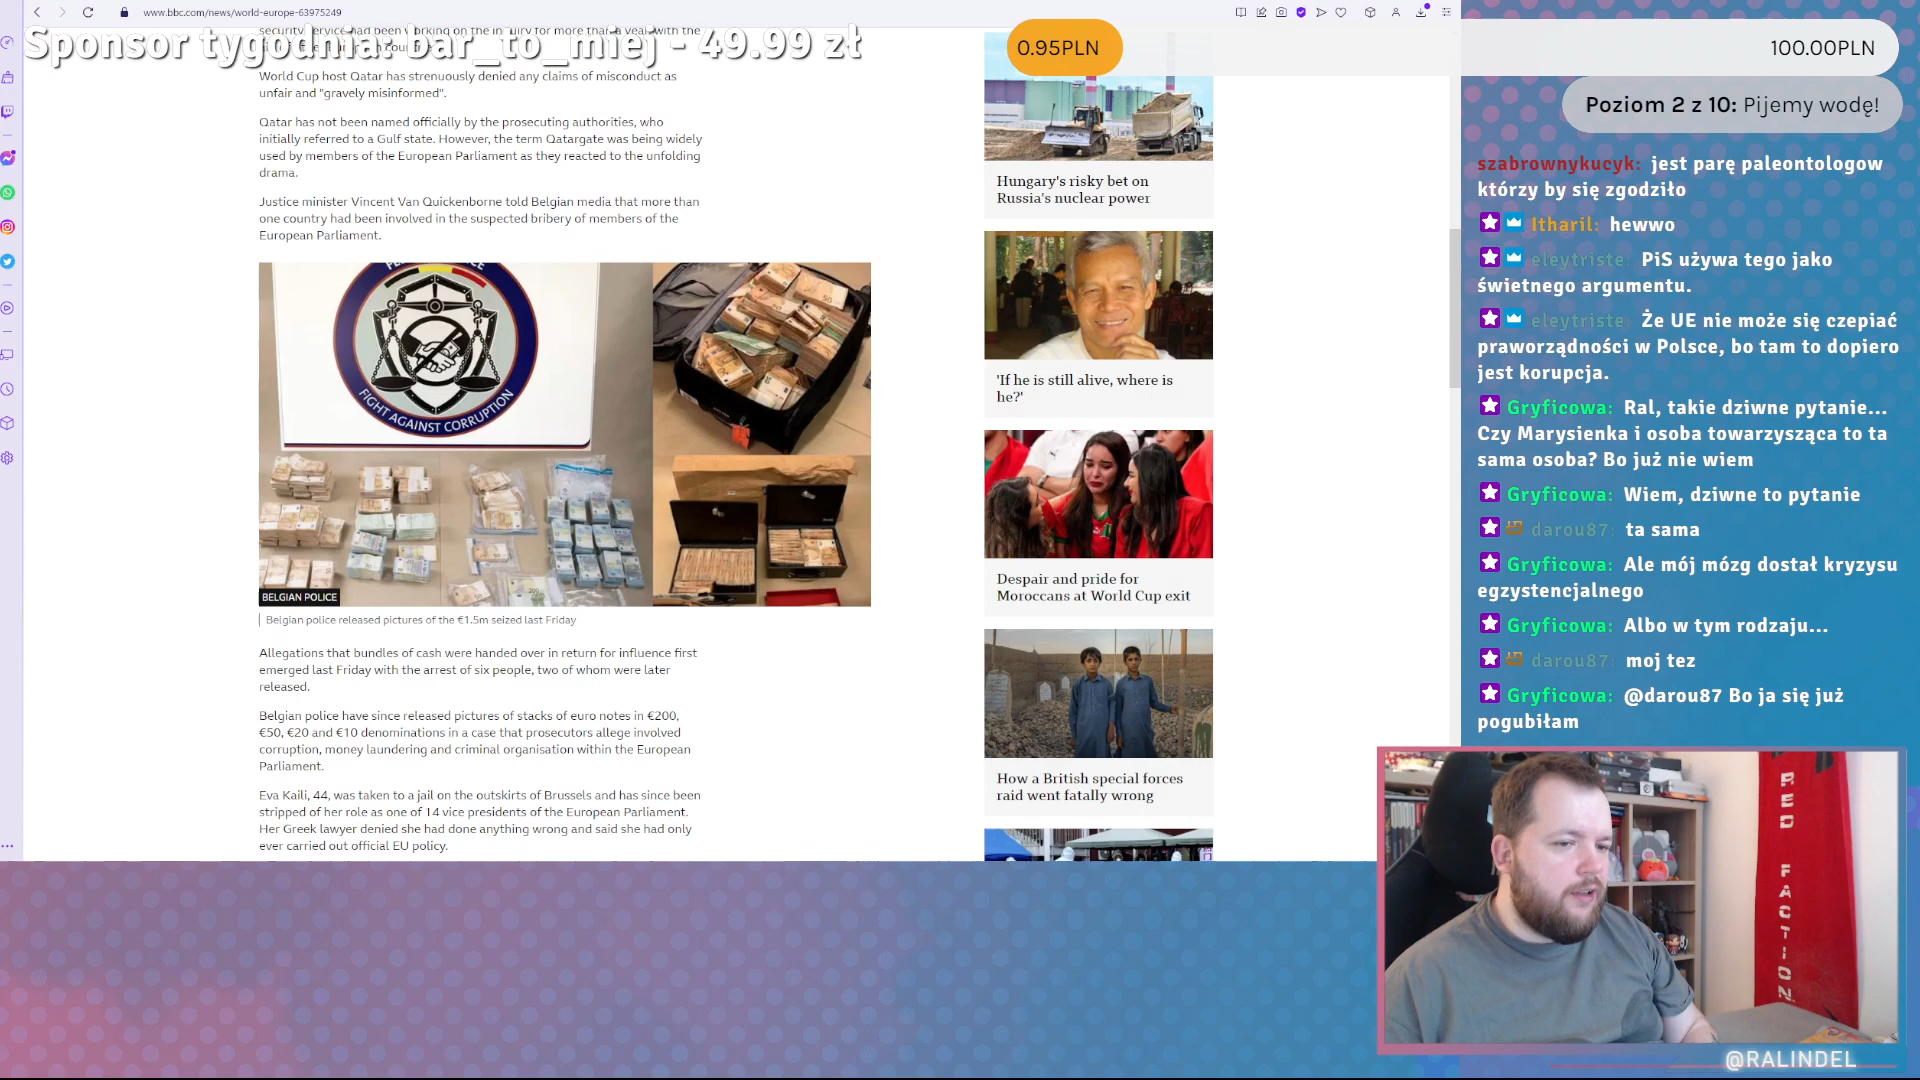 www.bbc.com/news/world-europe-63975249
Sponsor tygodnia: bar_to_miej - 49.99 zł
World Cup host Qatar has strenuously denied any claims of misconduct as
unfair and "gravely misinformed".
Qatar has not been named officially by the prosecuting authorities, who
initially referred to a Gulf state. However, the term Qatargate was being widely
used by members of the European Parliament as they reacted to the unfolding
drama.
Justice minister Vincent Van Quickenborne told Belgian media that more than
one country had been involved in the suspected bribery of members of the
European Parliament.
FIGHT AGAINST CORRUPTION
BELGIAN POLICE
Belgian police released pictures of the €1.5m seized last Friday
Allegations that bundles of cash were handed over in return for influence first
emerged last Friday with the arrest of six people, two of whom were later
released.
Belgian police have since released pictures of stacks of euro notes in €200,
€50, €20 and €10 denominations in a case that prosecutors allege involved
corruption, money laundering and criminal organisation within the European
Parliament.
Eva Kaili, 44, was taken to a jail on the outskirts of Brussels and has since been
stripped of her role as one of 14 vice presidents of the European Parliament.
Her Greek lawyer denied she had done anything wrong and said she had only
ever carried out official EU policy.
Hungary's risky bet on
Russia's nuclear power
'If he is still alive, where is
he?'
Despair and pride for
Moroccans at World Cup exit
How a British special forces
raid went fatally wrong
0.95PLN
100.00PLN
Poziom 2 z 10: Pijemy wodę!
szabrownykucyk: jest parę paleontologow
którzy by się zgodziło
Itharil: hewwo
eleytriste: PiS używa tego jako
świetnego argumentu.
eleytriste: Że UE nie może się czepiać
praworządności w Polsce, bo tam to dopiero
jest korupcja.
Gryficowa: Ral, takie dziwne pytanie...
Czy Marysienka i osoba towarzysząca to ta
sama osoba? Bo już nie wiem
Gryficowa: Wiem, dziwne to pytanie
darou87: ta sama
Gryficowa: Ale mój mózg dostał kryzysu
egzystencjalnego
Gryficowa: Albo w tym rodzaju...
darou87: moj tez
Gryficowa: @darou87 Bo ja się już
pogubiłam
RED FACTION
@RALINDEL